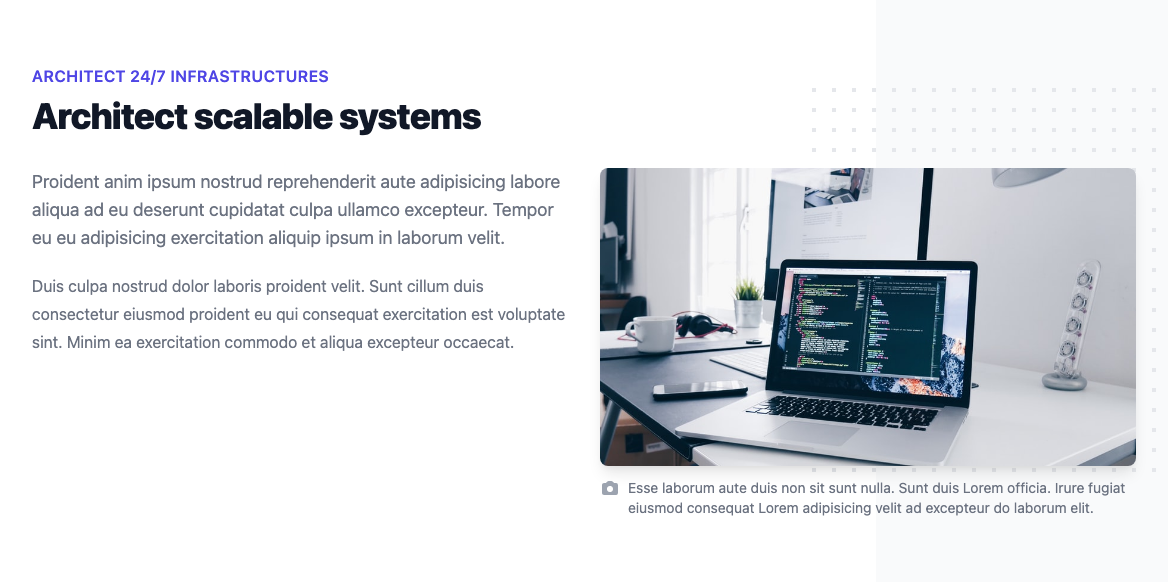 ARCHITECT 24/7 INFRASTRUCTURES
Architect scalable systems
Proident anim ipsum nostrud reprehenderit aute adipisicing labore
aliqua ad eu deserunt cupidatat culpa ullamco excepteur. Tempor
eu eu adipisicing exercitation aliquip ipsum in laborum velit.
Duis culpa nostrud dolor laboris proident velit. Sunt cillum duis
consectetur eiusmod proident eu qui consequat exercitation est voluptate
sint. Minim ea exercitation commodo et aliqua excepteur occaecat.
Esse laborum aute duis non sit sunt nulla. Sunt duis Lorem officia. Irure fugiat
eiusmod consequat Lorem adipisicing velit ad excepteur do laborum elit.